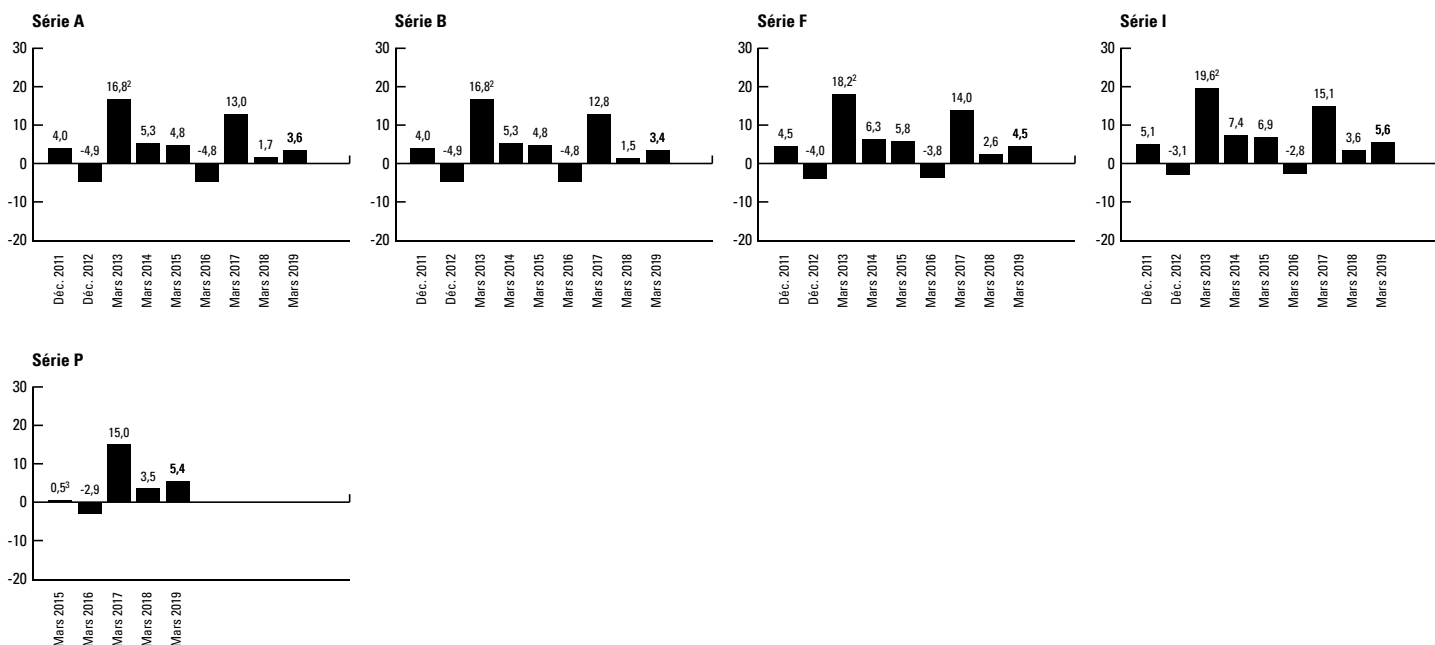 Série A
30
20
10
0
-10
-20
4,0
-4,9
16,8²
5,3
4,8
-4,8
13,0
1,7
3,6
Déc. 2011
Déc. 2012
Mars 2013
Mars 2014
Mars 2015
Mars 2016
Mars 2017
Mars 2018
Mars 2019
Série B
30
20
10
0
-10
-20
4,0
-4,9
16,8²
5,3
4,8
-4,8
12,8
1,5
3,4
Déc. 2011
Déc. 2012
Mars 2013
Mars 2014
Mars 2015
Mars 2016
Mars 2017
Mars 2018
Mars 2019
Série F
30
20
10
0
-10
-20
4,5
-4,0
18,2²
6,3
5,8
-3,8
14,0
2,6
4,5
Déc. 2011
Déc. 2012
Mars 2013
Mars 2014
Mars 2015
Mars 2016
Mars 2017
Mars 2018
Mars 2019
Série I
30
20
10
0
-10
-20
5,1
-3,1
19,6²
7,4
6,9
-2,8
15,1
3,6
5,6
Déc. 2011
Déc. 2012
Mars 2013
Mars 2014
Mars 2015
Mars 2016
Mars 2017
Mars 2018
Mars 2019
Série P
30
20
10
0
-10
-20
0,5³
-2,9
15,0
3,5
5,4
Mars 2015
Mars 2016
Mars 2017
Mars 2018
Mars 2019